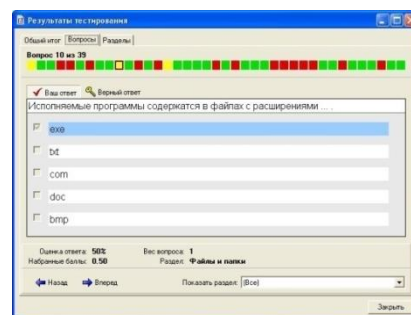 Результаты тестирования
Общий итог Вопросы Разделы
Вопрос 10 из 39
Ваш ответ Верный ответ
Исполняемые программы содержатся в файлах с расширениями ... .
exe
txt
com
doc
bmp
Оценка ответа: 50% Вес вопроса: 1
Набранные баллы: 0.50 Раздел: Файлы и папки
Назад Вперед Показать раздел: (Все)
Закрыть